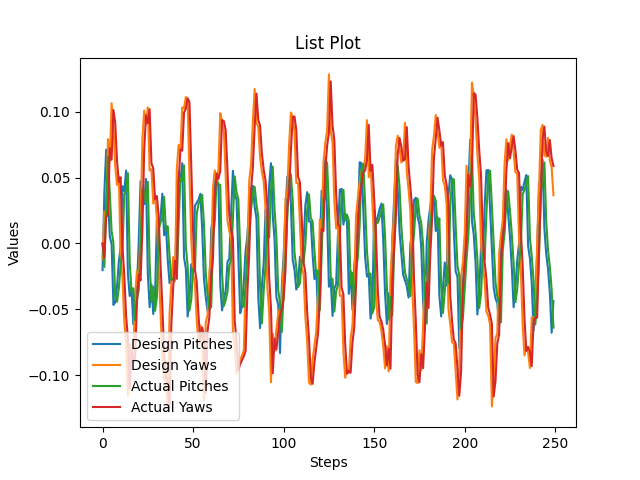 List Plot
0.10
0.05
0.00
−0.05
−0.10
Values
Design Pitches
Design Yaws
Actual Pitches
Actual Yaws
0 50 100 150 200 250
Steps